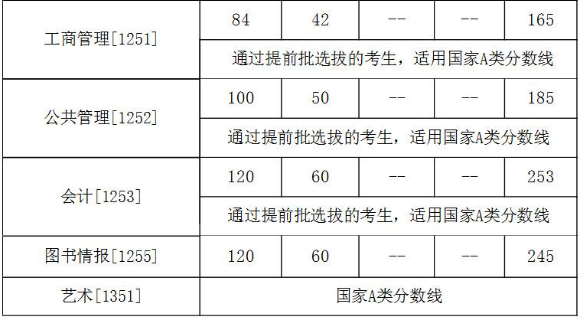 工商管理[1251] 84 42 -- -- 165
通过提前批选拔的考生，适用国家A类分数线
公共管理[1252] 100 50 -- -- 185
通过提前批选拔的考生，适用国家A类分数线
会计[1253] 120 60 -- -- 253
通过提前批选拔的考生，适用国家A类分数线
图书情报[1255] 120 60 -- -- 245
艺术[1351] 国家A类分数线